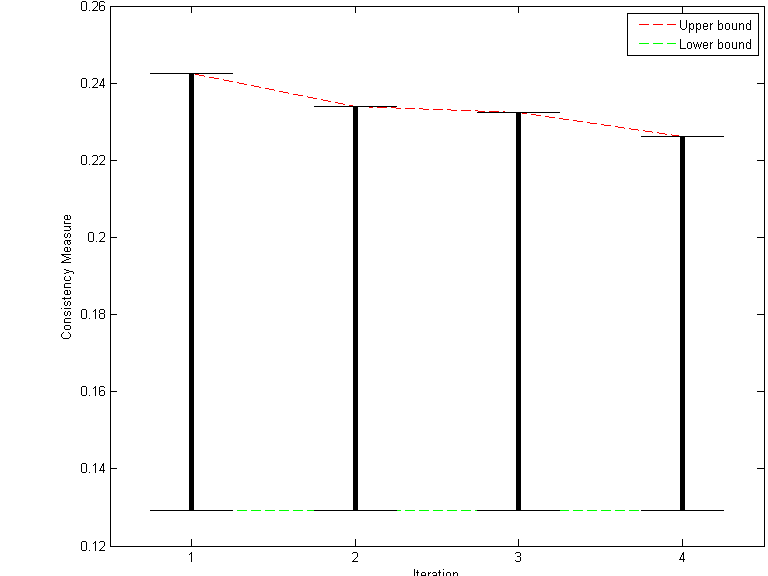 0.26
0.24
0.22
0.2
0.18
0.16
0.14
0.12
Consistency Measure
1 2 3 4
Iteration
Upper bound
Lower bound